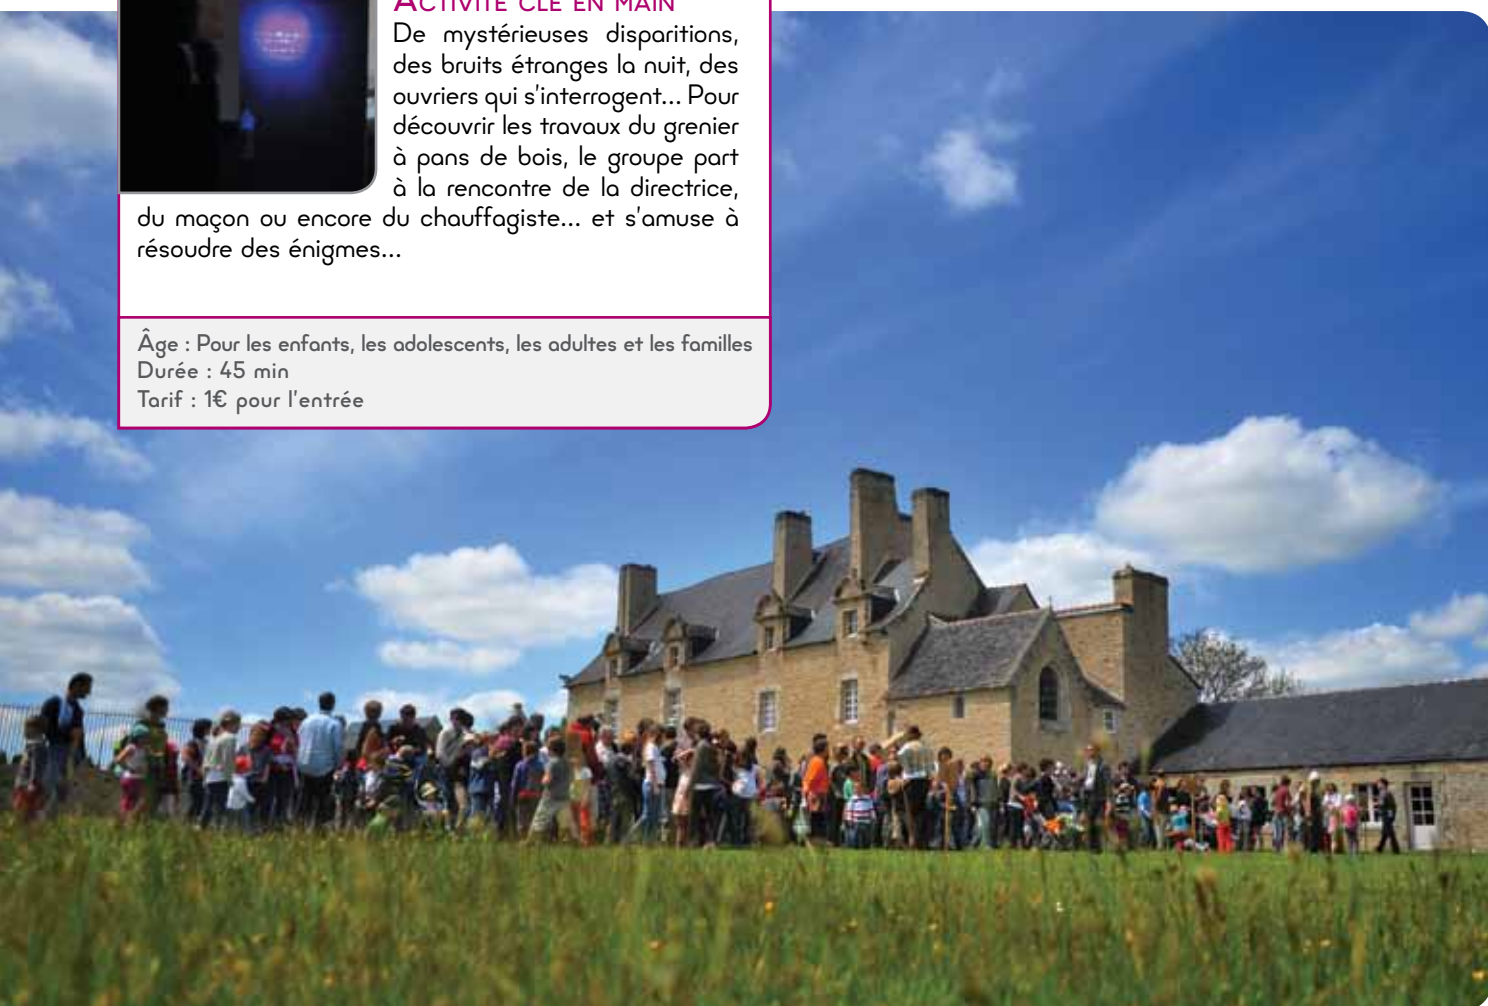 ACTIVITÉ CLÉ EN MAIN
De mystérieuses disparitions,
des bruits étranges la nuit, des
ouvriers qui s'interrogent... Pour
découvrir les travaux du grenier
à pans de bois, le groupe part
à la rencontre de la directrice,
du maçon ou encore du chauffagiste... et s'amuse à
résoudre des énigmes...
Âge : Pour les enfants, les adolescents, les adultes et les familles
Durée : 45 min
Tarif : 1€ pour l'entrée